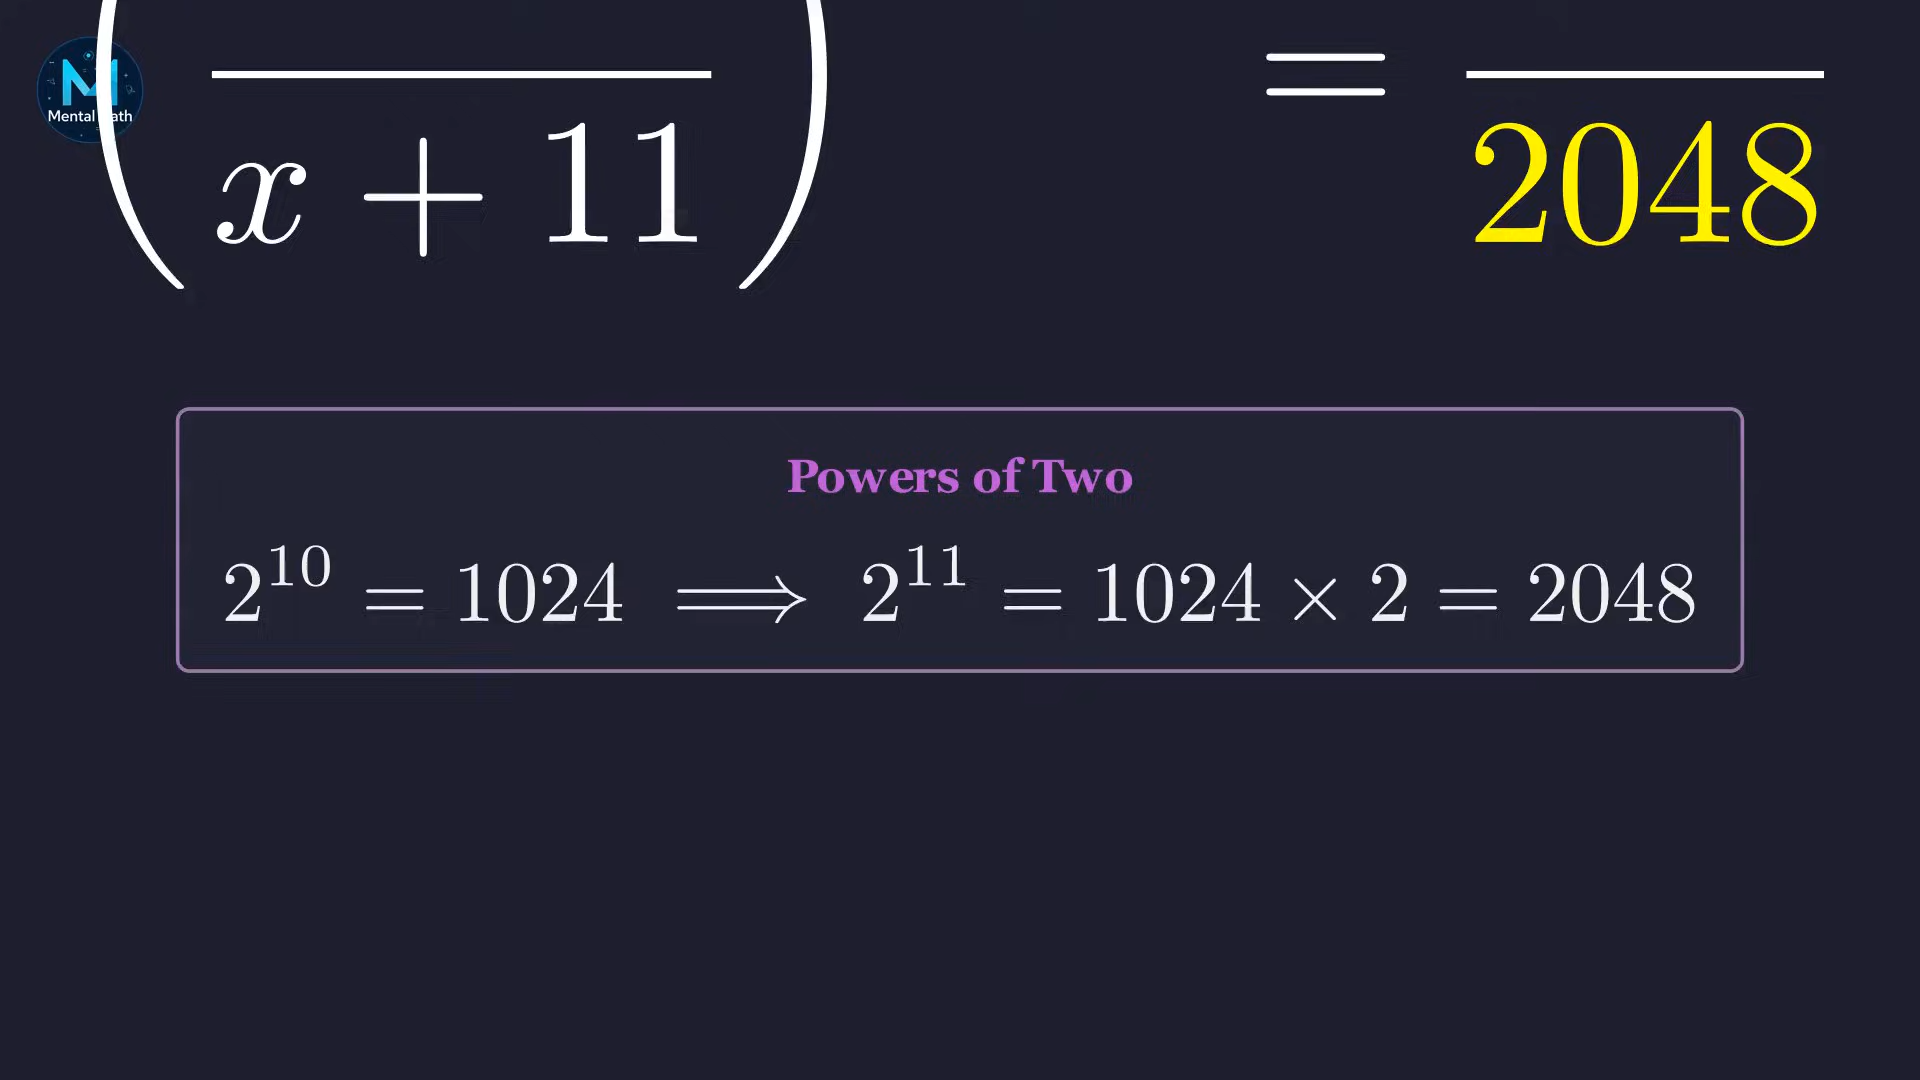 Mental Math
( x + 11 ) = 2048
Powers of Two
2^10 = 1024 ⟹ 2^11 = 1024 × 2 = 2048